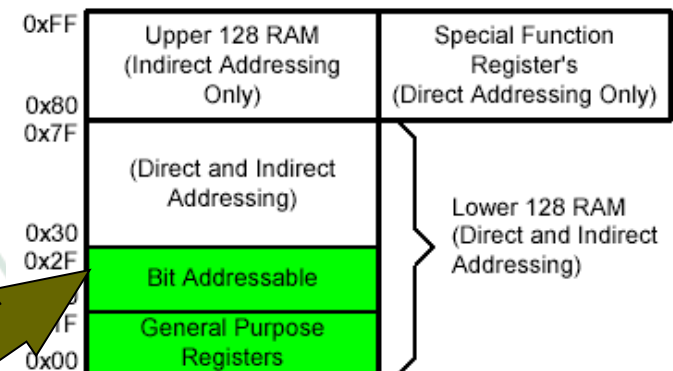 0xFF
Upper 128 RAM
(Indirect Addressing
Only)
Special Function
Register's
(Direct Addressing Only)
0x80
0x7F
(Direct and Indirect
Addressing)
0x30
Lower 128 RAM
(Direct and Indirect
Addressing)
0x2F
Bit Addressable
General Purpose
Registers
0x00